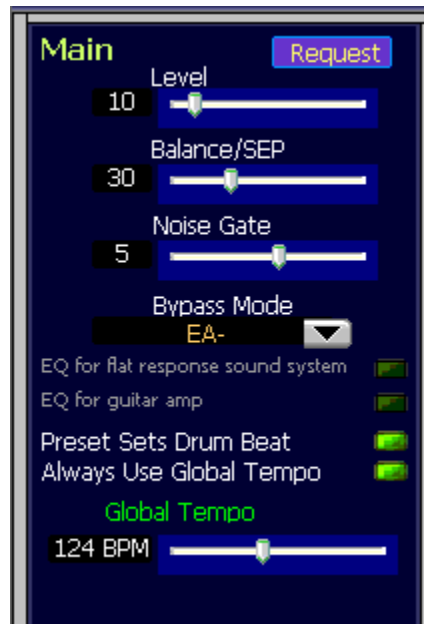 Main
Request
Level
10
Balance/SEP
30
Noise Gate
5
Bypass Mode
EA-
EQ for flat response sound system
EQ for guitar amp
Preset Sets Drum Beat
Always Use Global Tempo
Global Tempo
124 BPM